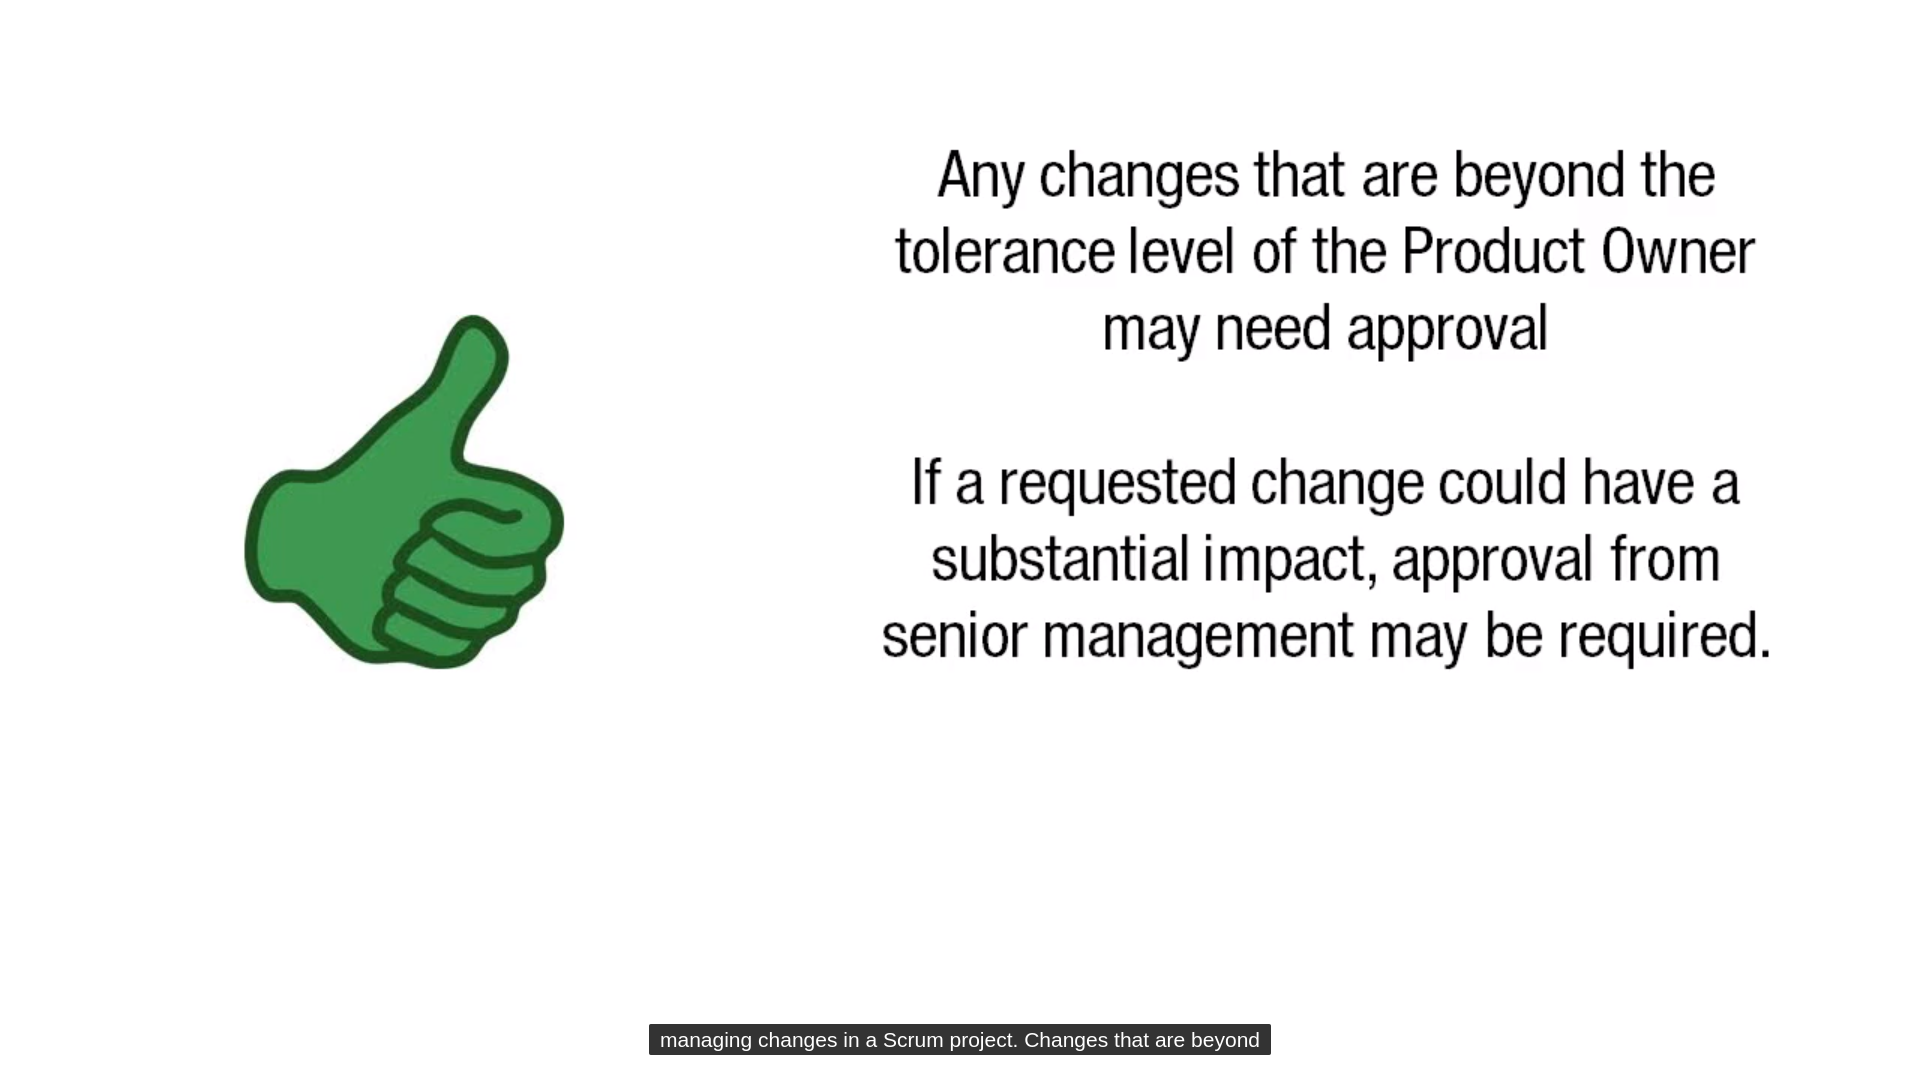 Any changes that are beyond the
tolerance level of the Product Owner
may need approval
If a requested change could have a
substantial impact, approval from
senior management may be required.
managing changes in a Scrum project. Changes that are beyond